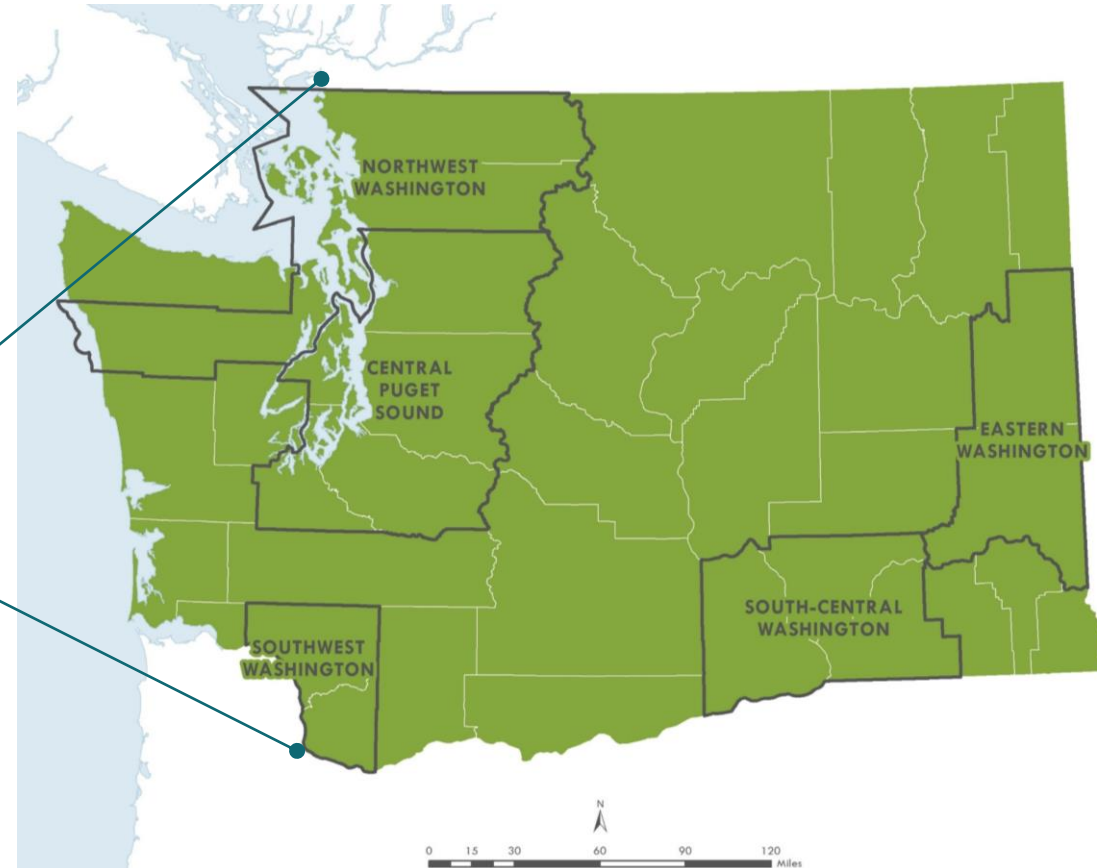 NORTHWEST
WASHINGTON
CENTRAL
PUGET
SOUND
EASTERN
WASHINGTON
SOUTH-CENTRAL
WASHINGTON
SOUTHWEST
WASHINGTON
N
0 15 30 60 90 120
Miles